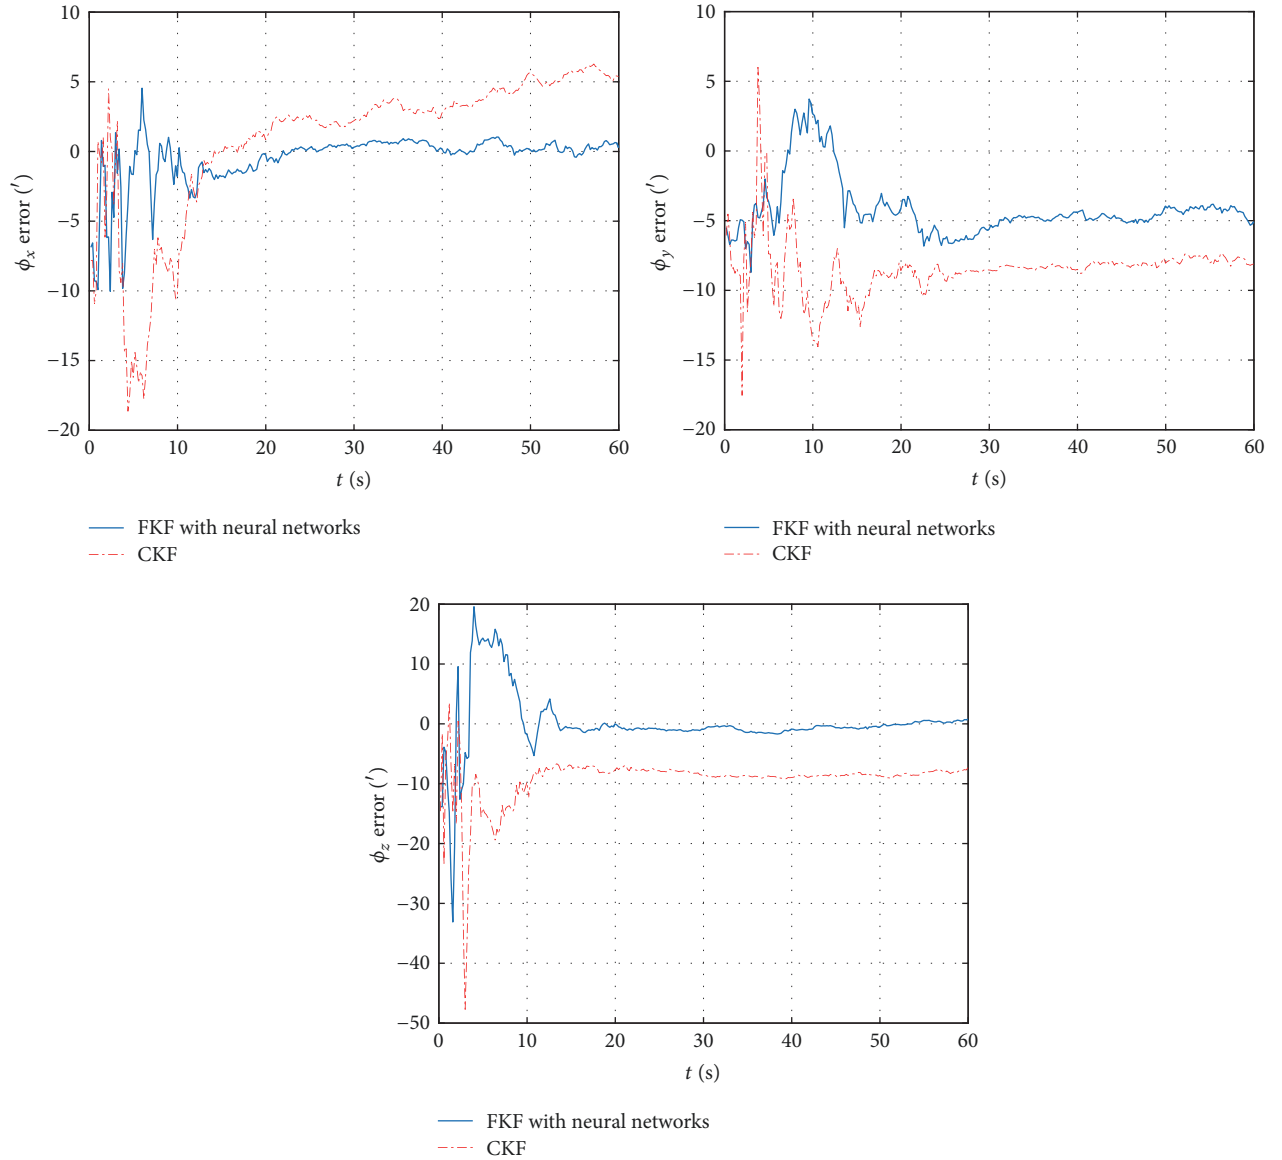 10
5
0
−5
−10
−15
−20
ϕx error (′)
0 10 20 30 40 50 60
t (s)
FKF with neural networks
CKF
10
5
0
−5
−10
−15
−20
ϕy error (′)
0 10 20 30 40 50 60
t (s)
FKF with neural networks
CKF
20
10
0
−10
−20
−30
−40
−50
ϕz error (′)
0 10 20 30 40 50 60
t (s)
FKF with neural networks
CKF